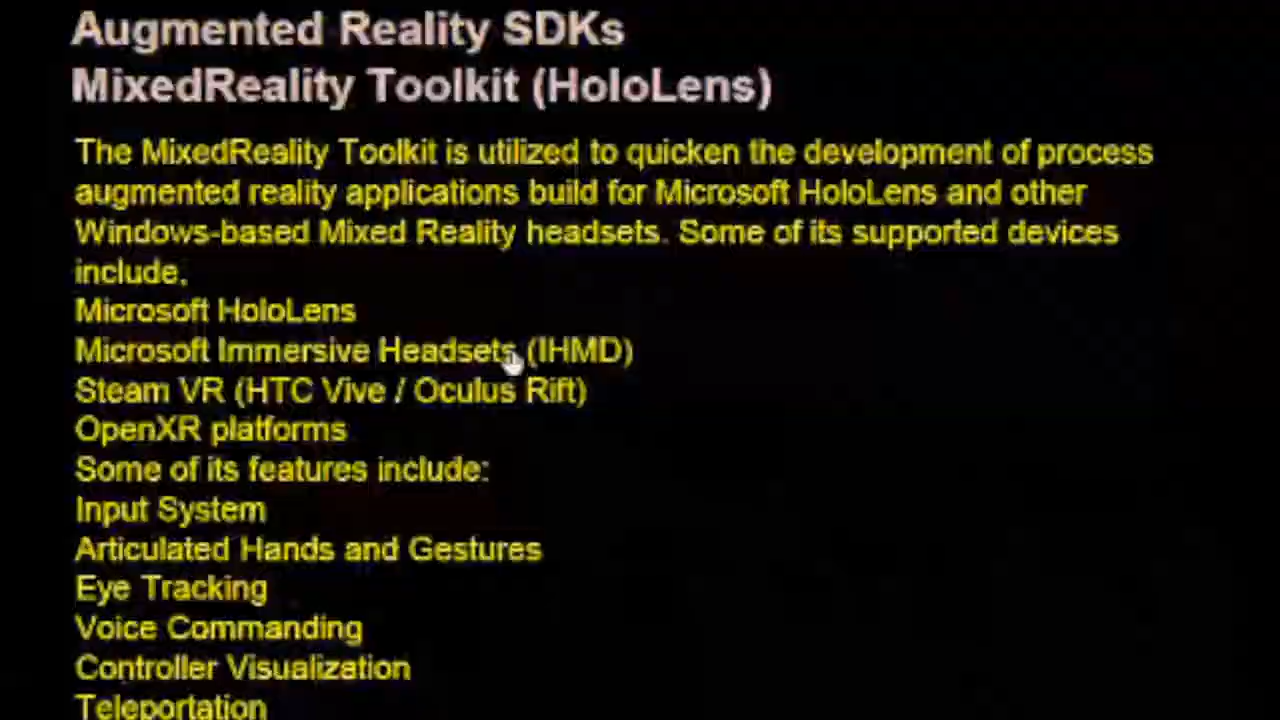 Augmented Reality SDKs
MixedReality Toolkit (HoloLens)
The MixedReality Toolkit is utilized to quicken the development of process
augmented reality applications build for Microsoft HoloLens and other
Windows-based Mixed Reality headsets. Some of its supported devices
include.
Microsoft HoloLens
Microsoft Immersive Headsets (IHMD)
Steam VR (HTC Vive / Oculus Rift)
OpenXR platforms
Some of its features include:
Input System
Articulated Hands and Gestures
Eye Tracking
Voice Commanding
Controller Visualization
Teleportation